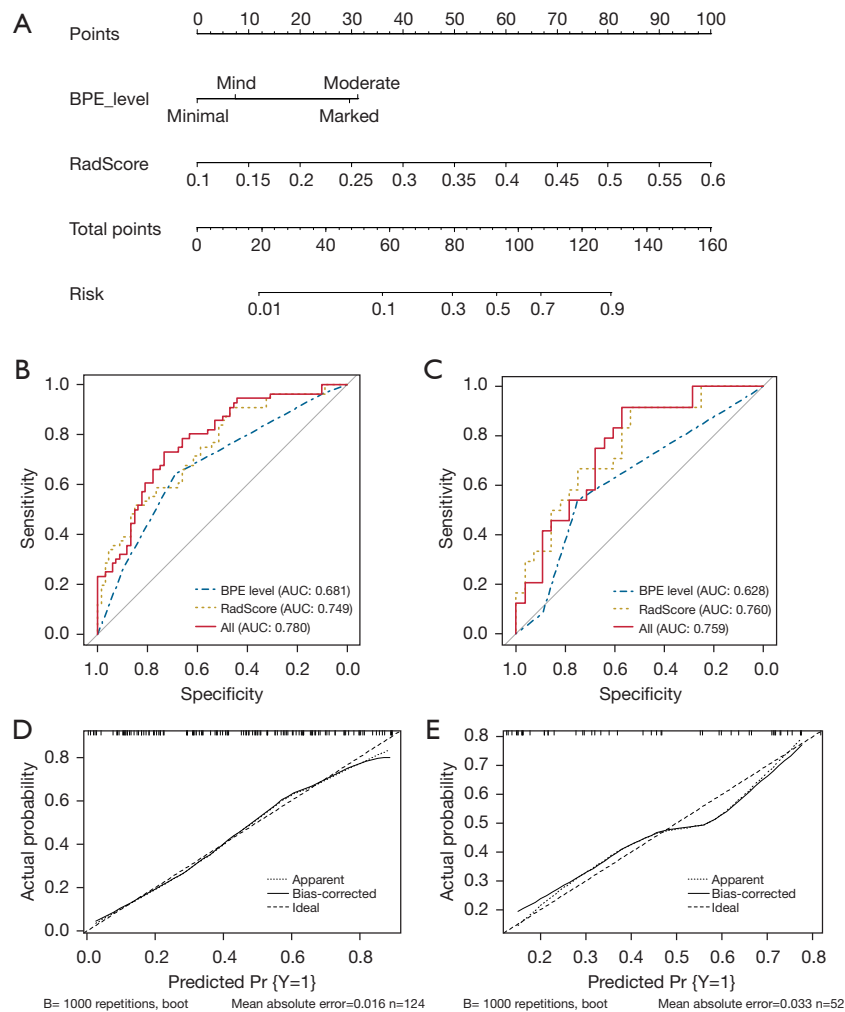 A
Points
0 10 20 30 40 50 60 70 80 90 100
Mind Moderate
BPE_level
Minimal Marked
RadScore
0.1 0.15 0.2 0.25 0.3 0.35 0.4 0.45 0.5 0.55 0.6
Total points
0 20 40 60 80 100 120 140 160
Risk
0.01 0.1 0.3 0.5 0.7 0.9
B
1.0
0.8
0.6
0.4
0.2
0.0
Sensitivity
BPE level (AUC: 0.681)
RadScore (AUC: 0.749)
All (AUC: 0.780)
1.0 0.8 0.6 0.4 0.2 0.0
Specificity
C
1.0
0.8
0.6
0.4
0.2
0.0
Sensitivity
BPE level (AUC: 0.628)
RadScore (AUC: 0.760)
All (AUC: 0.759)
1.0 0.8 0.6 0.4 0.2 0.0
Specificity
D
0.8
0.6
0.4
0.2
0.0
Actual probability
Apparent
Bias-corrected
Ideal
0.0 0.2 0.4 0.6 0.8
Predicted Pr {Y=1}
B= 1000 repetitions, boot Mean absolute error=0.016 n=124
E
0.8
0.7
0.6
0.5
0.4
0.3
0.2
Actual probability
Apparent
Bias-corrected
Ideal
0.2 0.3 0.4 0.5 0.6 0.7 0.8
Predicted Pr {Y=1}
B= 1000 repetitions, boot Mean absolute error=0.033 n=52